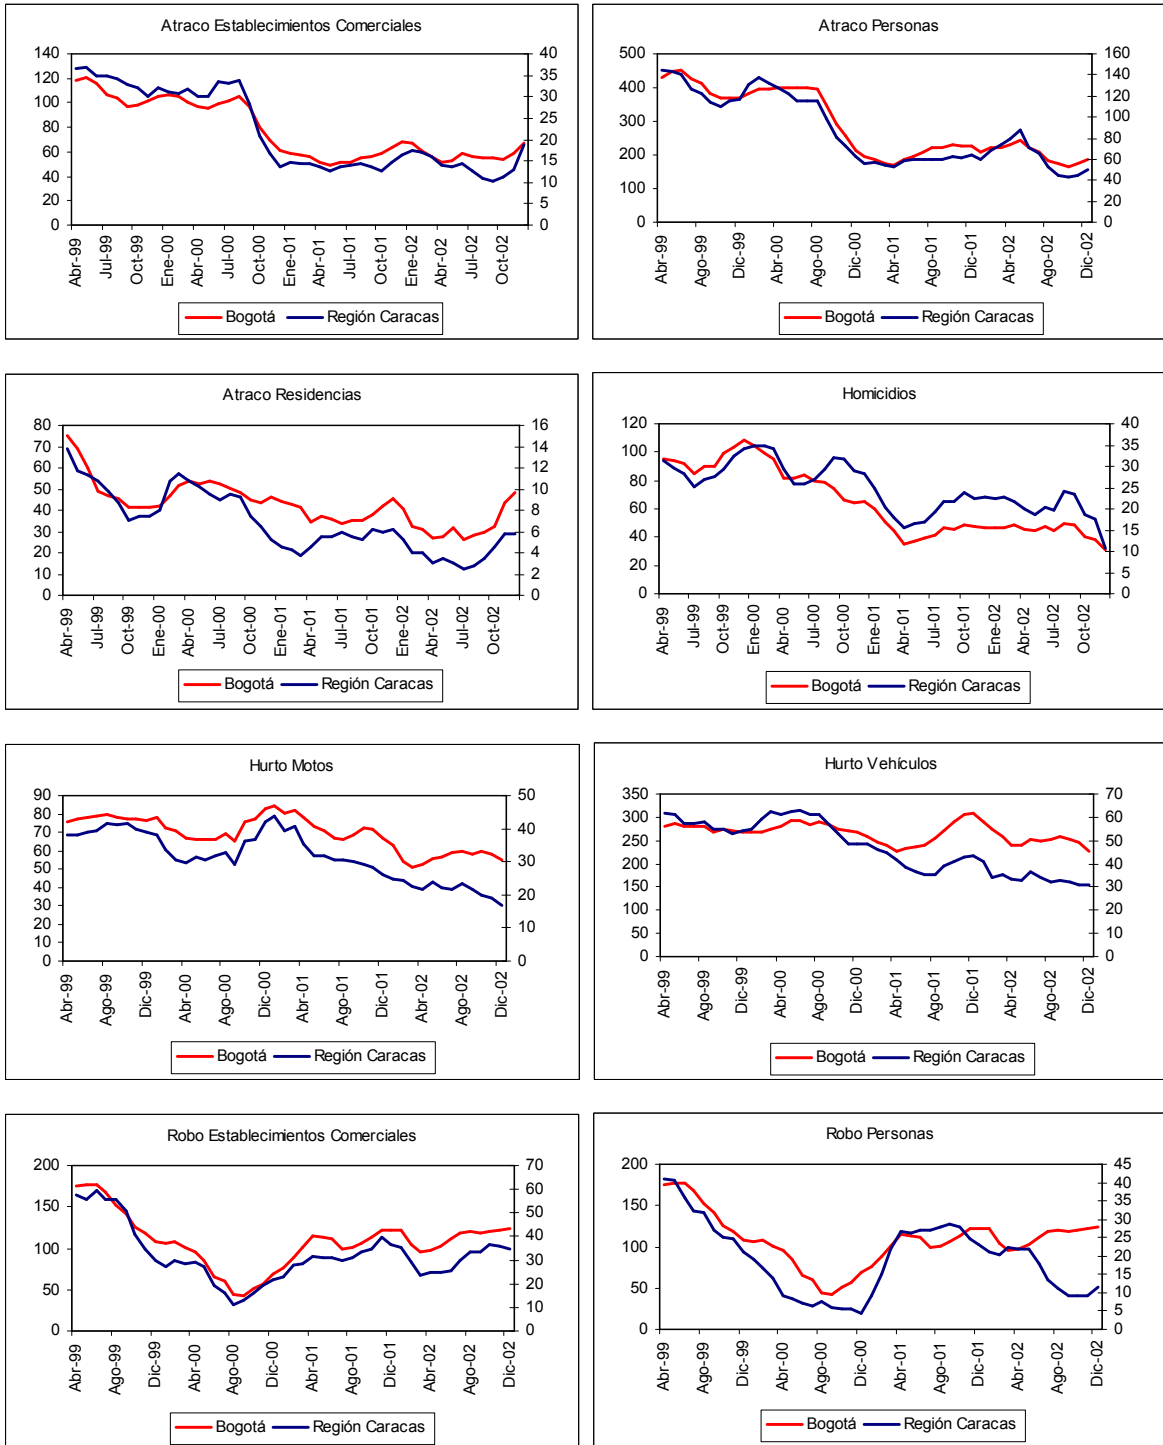 Atraco Establecimientos Comerciales
140
120
100
80
60
40
20
0
40
35
30
25
20
15
10
5
0
Abr-99
Jul-99
Oct-99
Ene-00
Abr-00
Jul-00
Oct-00
Ene-01
Abr-01
Jul-01
Oct-01
Ene-02
Abr-02
Jul-02
Oct-02
Bogotá Región Caracas
Atraco Personas
500
400
300
200
100
0
160
140
120
100
80
60
40
20
0
Abr-99
Ago-99
Dic-99
Abr-00
Ago-00
Dic-00
Abr-01
Ago-01
Dic-01
Abr-02
Ago-02
Dic-02
Bogotá Región Caracas
Atraco Residencias
80
70
60
50
40
30
20
10
0
16
14
12
10
8
6
4
2
0
Abr-99
Jul-99
Oct-99
Ene-00
Abr-00
Jul-00
Oct-00
Ene-01
Abr-01
Jul-01
Oct-01
Ene-02
Abr-02
Jul-02
Oct-02
Bogotá Región Caracas
Homicidios
120
100
80
60
40
20
0
40
35
30
25
20
15
10
5
0
Abr-99
Jul-99
Oct-99
Ene-00
Abr-00
Jul-00
Oct-00
Ene-01
Abr-01
Jul-01
Oct-01
Ene-02
Abr-02
Jul-02
Oct-02
Bogotá Región Caracas
Hurto Motos
90
80
70
60
50
40
30
20
10
0
50
40
30
20
10
0
Abr-99
Ago-99
Dic-99
Abr-00
Ago-00
Dic-00
Abr-01
Ago-01
Dic-01
Abr-02
Ago-02
Dic-02
Bogotá Región Caracas
Hurto Vehículos
350
300
250
200
150
100
50
0
70
60
50
40
30
20
10
0
Abr-99
Ago-99
Dic-99
Abr-00
Ago-00
Dic-00
Abr-01
Ago-01
Dic-01
Abr-02
Ago-02
Dic-02
Bogotá Región Caracas
Robo Establecimientos Comerciales
200
150
100
50
0
70
60
50
40
30
20
10
0
Abr-99
Ago-99
Dic-99
Abr-00
Ago-00
Dic-00
Abr-01
Ago-01
Dic-01
Abr-02
Ago-02
Dic-02
Bogotá Región Caracas
Robo Personas
200
150
100
50
0
45
40
35
30
25
20
15
10
5
0
Abr-99
Ago-99
Dic-99
Abr-00
Ago-00
Dic-00
Abr-01
Ago-01
Dic-01
Abr-02
Ago-02
Dic-02
Bogotá Región Caracas